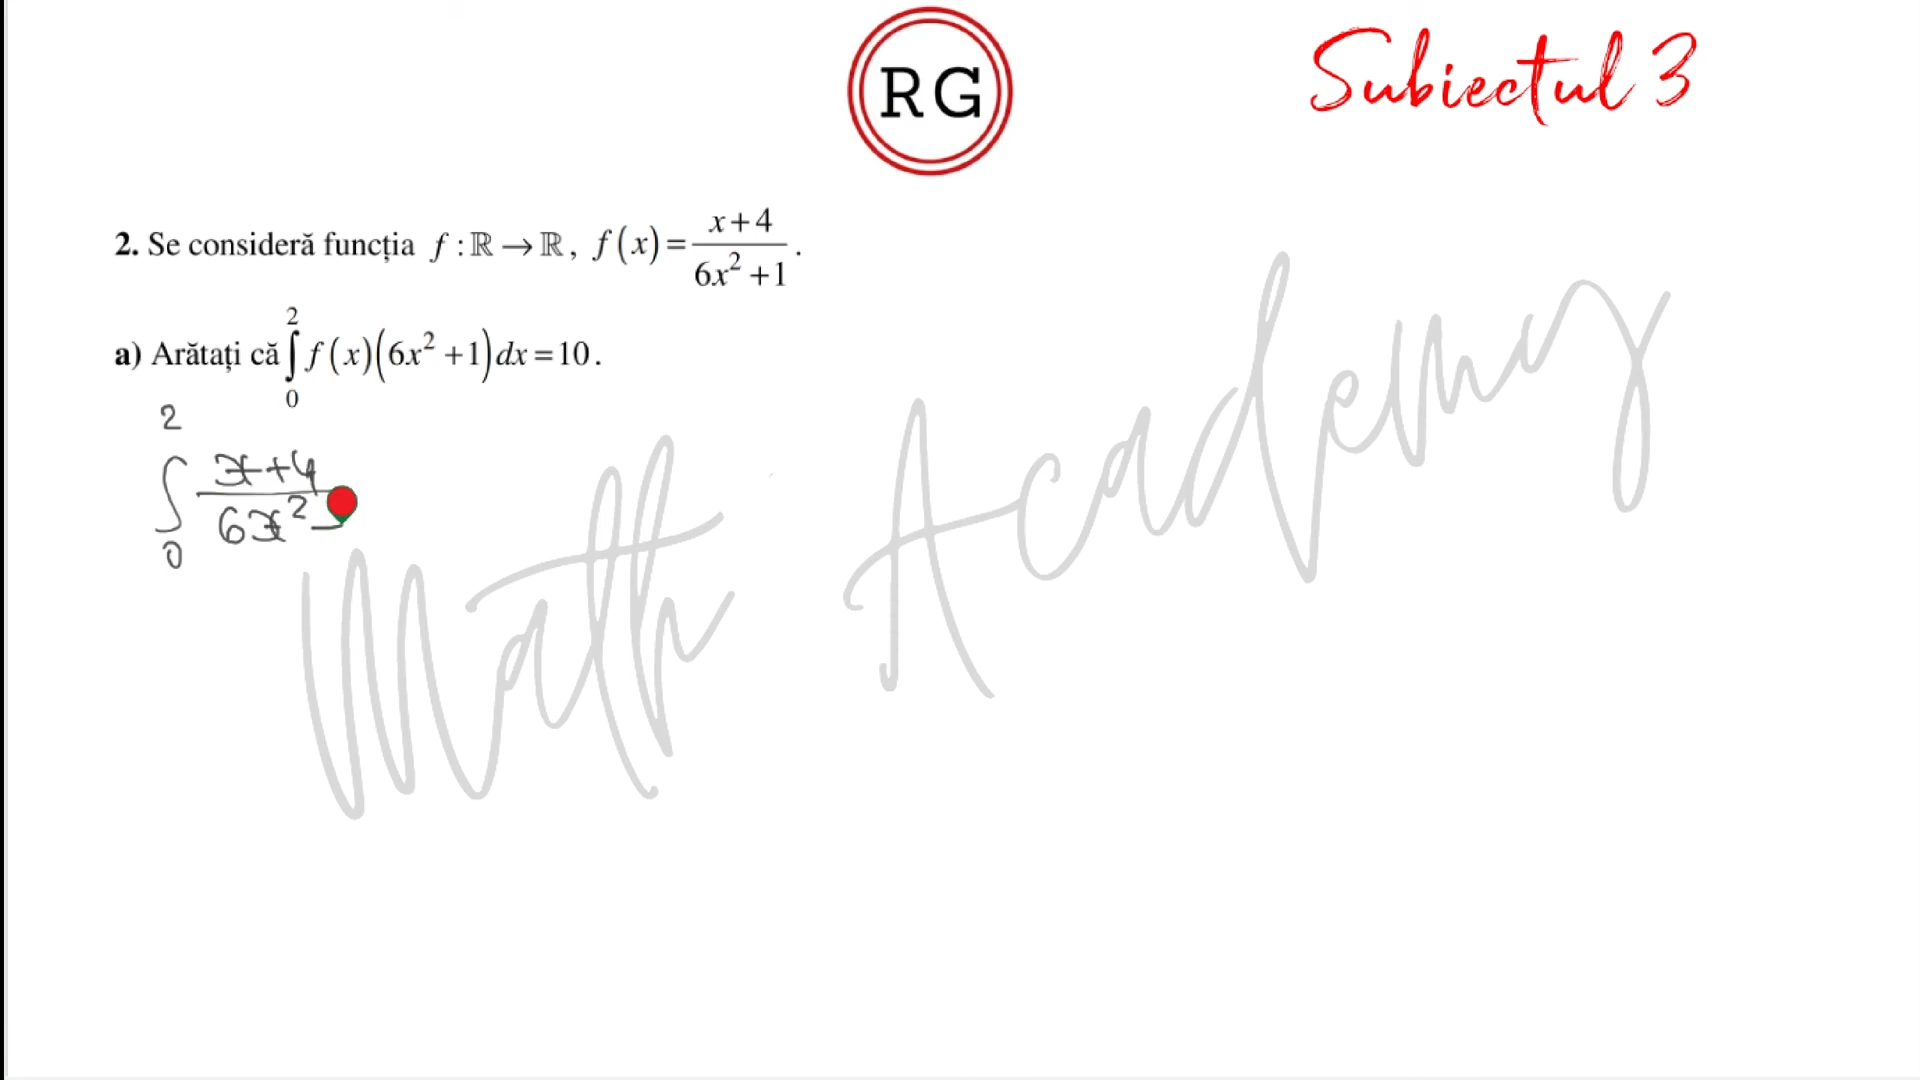 RG
Subiectul 3
2. Se consideră funcția f : ℝ → ℝ, f(x) = (x+4)/(6x² +1).
a) Arătați că ∫₀² f(x)(6x² +1)dx = 10.
∫₀² (x+4)/(6x²
Math Academy